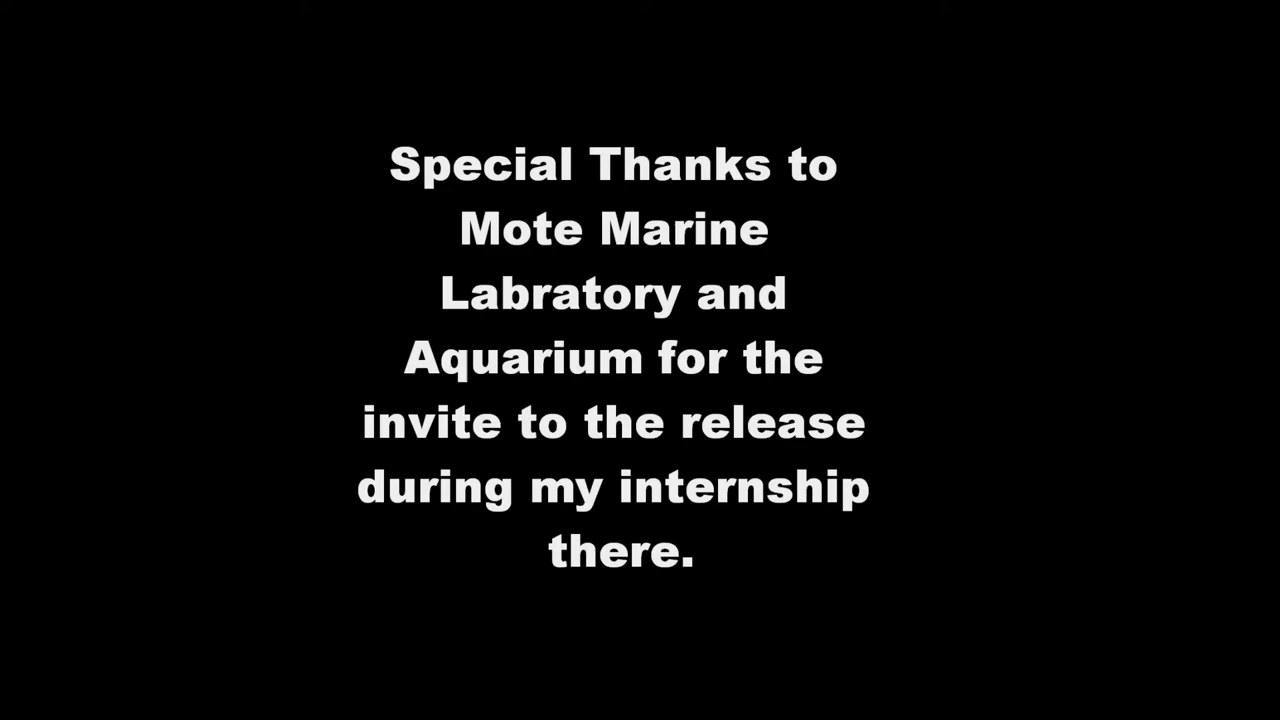 Special Thanks to
Mote Marine
Labratory and
Aquarium for the
invite to the release
during my internship
there.